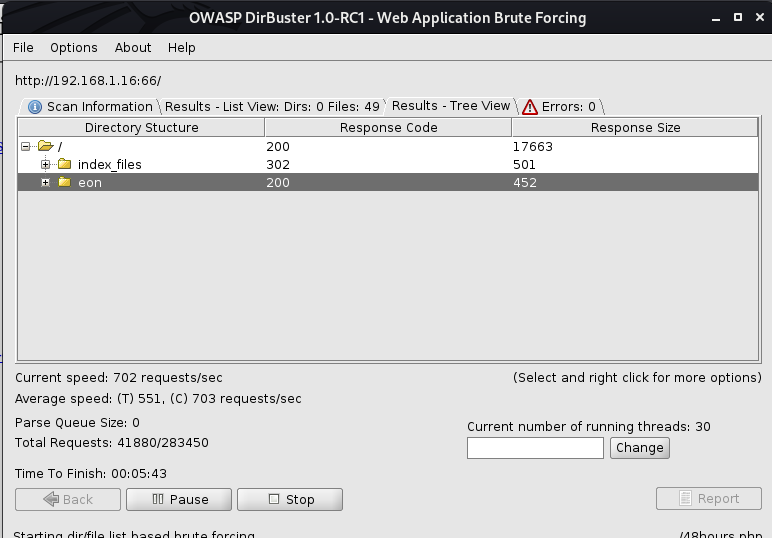 OWASP DirBuster 1.0-RC1 - Web Application Brute Forcing
File Options About Help
http://192.168.1.16:66/
Scan Information Results - List View: Dirs: 0 Files: 49 Results - Tree View Errors: 0
Directory Stucture Response Code Response Size
/ 200 17663
index_files 302 501
eon 200 452
Current speed: 702 requests/sec (Select and right click for more options)
Average speed: (T) 551, (C) 703 requests/sec
Parse Queue Size: 0 Current number of running threads: 30
Total Requests: 41880/283450 Change
Time To Finish: 00:05:43
Back Pause Stop Report
Starting dir/file list based brute forcing /48hours.php